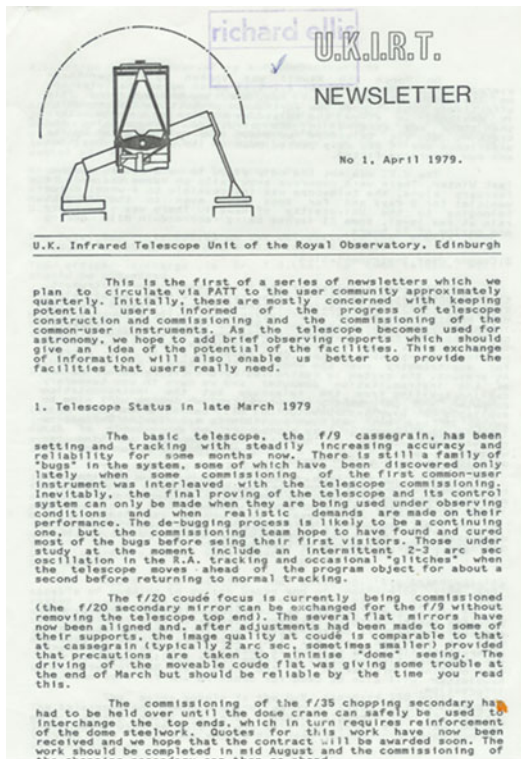 richard ellis
U.K.I.R.T.
NEWSLETTER
No 1. April 1979.
U.K. Infrared Telescope Unit of the Royal Observatory, Edinburgh
This is the first of a series of newsletters which we
plan to circulate via PATT to the user community approximately
quarterly. Initially, these are mostly concerned with keeping
potential users informed of the progress of telescope
construction and commissioning and the commissioning of the
common-user instruments. As the telescope becomes used for
astronomy, we hope to add brief observing reports which should
give an idea of the potential of the facilities. This exchange
of information will also enable us better to provide the
facilities that users really need.
1. Telescope Status in late March 1979
The basic telescope, the f/9 cassegrain, has been
setting and tracking with steadily increasing accuracy and
reliability for some months now. There is still a family of
"bugs" in the system, some of which have been discovered only
lately when some commissioning of the first common-user
instrument was interleaved with the telescope commissioning.
Inevitably, the final proving of the telescope and its control
system can only be made when they are being used under observing
conditions and when realistic demands are made on their
performance. The de-bugging process is likely to be a continuing
one, but the commissioning team hope to have found and cured
most of the bugs before seing their first visitors. Those under
study at the moment include an intermittent 2-3 arc sec
oscillation in the R.A. tracking and occasional "glitches" when
the telescope moves ahead of the program object for about a
second before returning to normal tracking.
The f/20 coudé focus is currently being commissioned
(the f/20 secondary mirror can be exchanged for the f/9 without
removing the telescope top end). The several flat mirrors have
now been aligned and, after adjustments had been made to some of
their supports, the image quality at coudé is comparable to that
at cassegrain (typically 2 arc sec, sometimes smaller) provided
that precautions are taken to minimise "dome" seeing. The
driving of the moveable coude flat was giving some trouble at
the end of March but should be reliable by the time you read
this.
The commissioning of the f/35 chopping secondary has
had to be held over until the dome crane can safely be used to
interchange the top ends, which in turn requires reinforcement
of the dome steelwork. Quotes for this work have now been
received and we hope that the contract will be awarded soon. The
work should be completed in mid August and the commissioning of